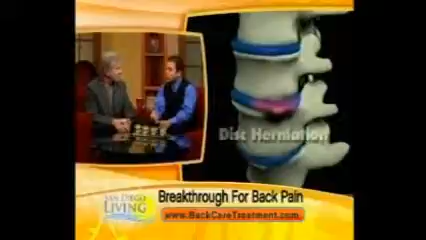 Disc Herniation
SAN DIEGO
LIVING
Breakthrough For Back Pain
www.BackCareTreatment.com